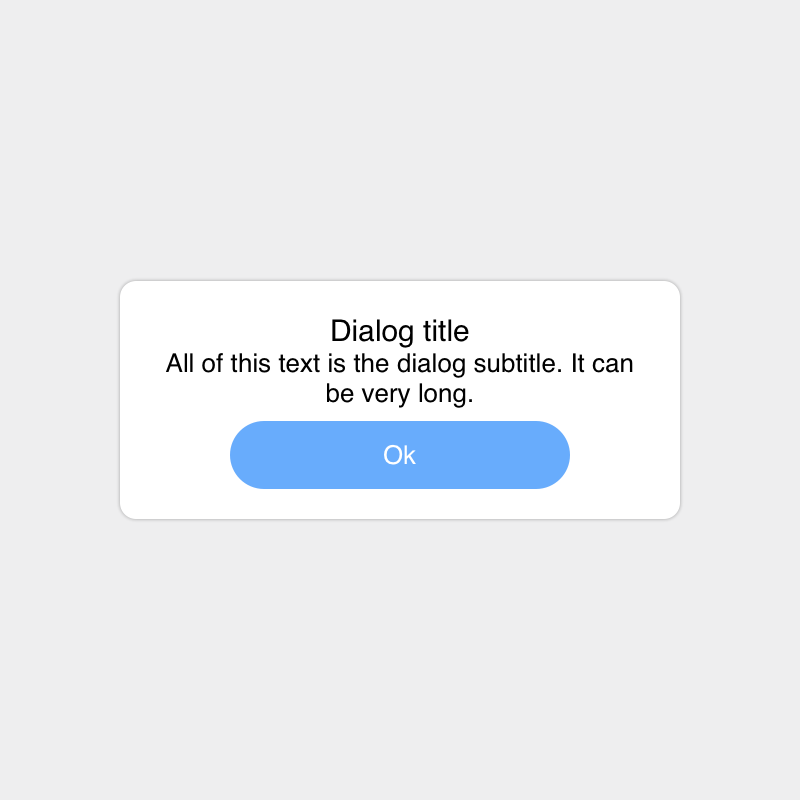 Dialog title
All of this text is the dialog subtitle. It can
be very long.
Ok